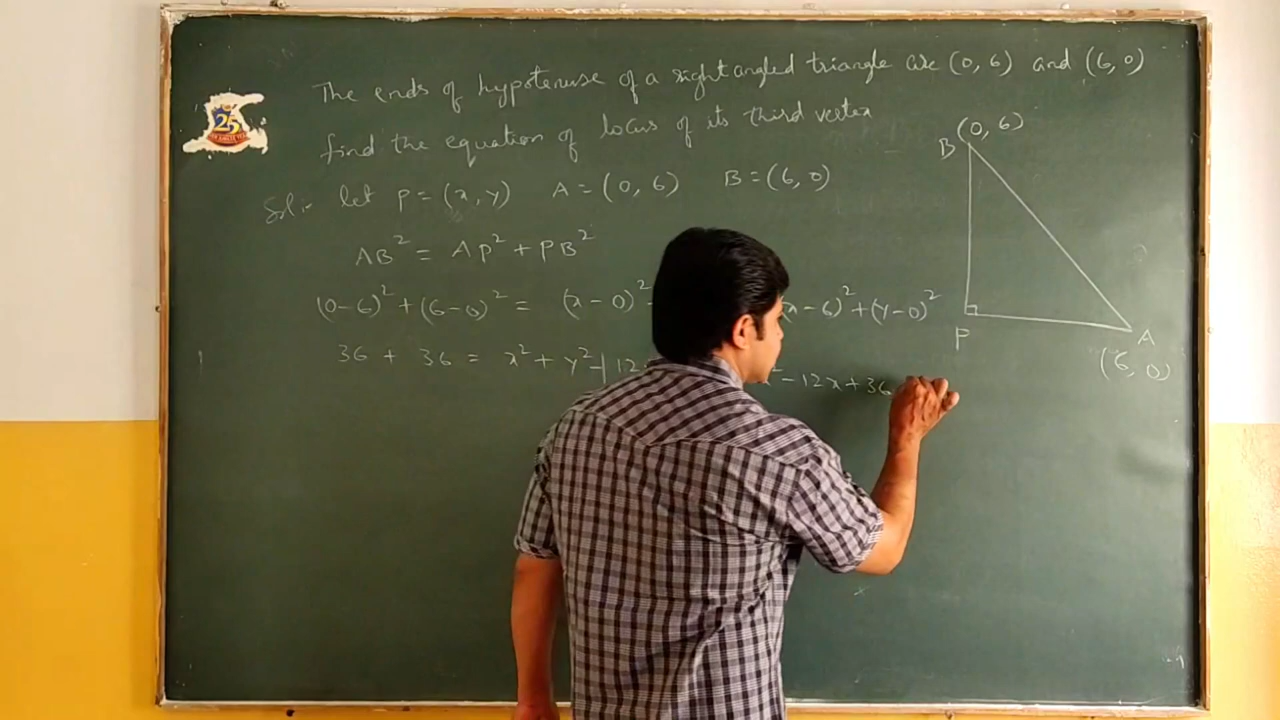 The ends of hypotenuse of a right angled triangle are (0, 6) and (6, 0)
find the equation of locus of its third vertex
Sol:- let P = (x, y) A = (0, 6) B = (6, 0)
AB² = AP² + PB²
(0-6)² + (6-0)² = (x-0)² (x-6)² + (y-0)²
36 + 36 = x² + y² - 12 - 12x + 36
B (0, 6)
P
A
(6, 0)
25